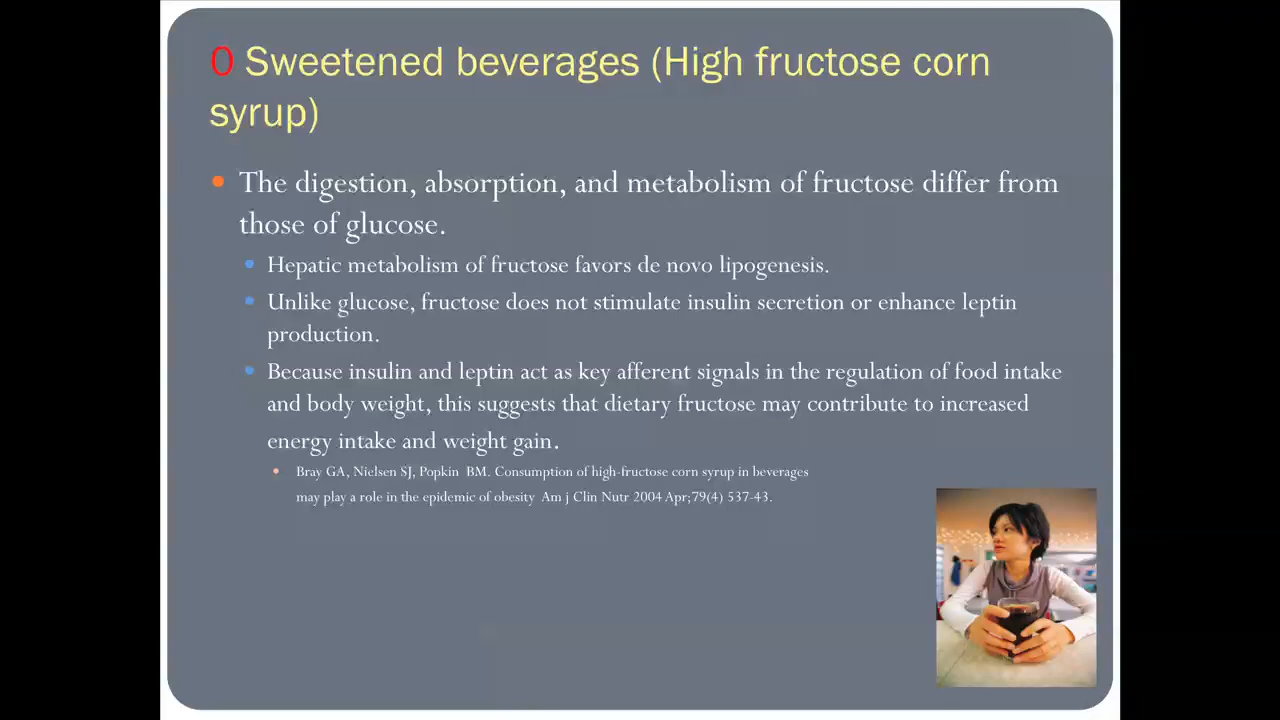 0 Sweetened beverages (High fructose corn
syrup)
The digestion, absorption, and metabolism of fructose differ from
those of glucose.
Hepatic metabolism of fructose favors de novo lipogenesis.
Unlike glucose, fructose does not stimulate insulin secretion or enhance leptin
production.
Because insulin and leptin act as key afferent signals in the regulation of food intake
and body weight, this suggests that dietary fructose may contribute to increased
energy intake and weight gain.
Bray GA, Nielsen SJ, Popkin BM. Consumption of high-fructose corn syrup in beverages
may play a role in the epidemic of obesity Am j Clin Nutr 2004 Apr;79(4) 537-43.